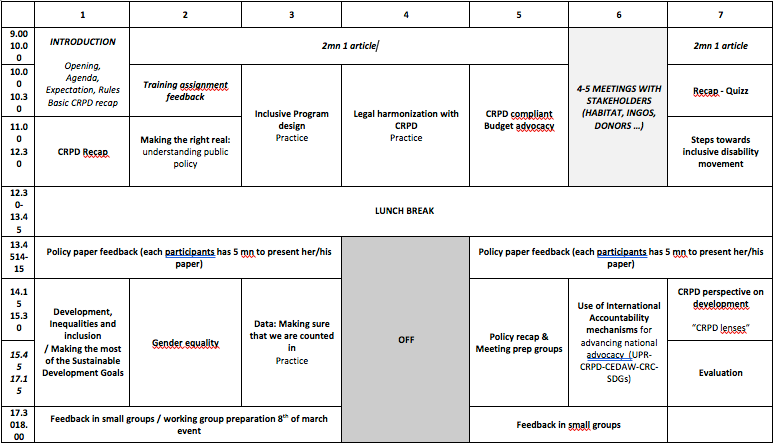 1 2 3 4 5 6 7
9.00
10.0
0
INTRODUCTION
Opening,
Agenda,
Expectation, Rules
Basic CRPD recap
2mn 1 article
2mn 1 article
10.0
0
10.3
0
Training assignment
feedback
Inclusive Program
design
Practice
Legal harmonization with
CRPD
Practice
CRPD compliant
Budget advocacy
4-5 MEETINGS WITH
STAKEHOLDERS
(HABITAT, INGOS,
DONORS ...)
Recap - Quizz
11.0
0
12.3
0
CRPD Recap
Making the right real:
understanding public
policy
Steps towards
inclusive disability
movement
12.3
0-
13.4
5
LUNCH BREAK
13.4
514-
15
Policy paper feedback (each participants has 5 mn to present her/his
paper)
Policy paper feedback (each participants has 5 mn to present her/his
paper)
14.1
5
15.3
0
Development,
Inequalities and
inclusion
/ Making the most
of the Sustainable
Development Goals
Gender equality
Data: Making sure
that we are counted
in
Practice
OFF
Policy recap &
Meeting prep groups
Use of International
Accountability
mechanisms for
advancing national
advocacy (UPR-
CRPD-CEDAW-CRC-
SDGs)
CRPD perspective on
development
"CRPD lenses"
15.4
5
17.1
5
Evaluation
17.3
018.
00
Feedback in small groups / working group preparation 8th of march
event
Feedback in small groups